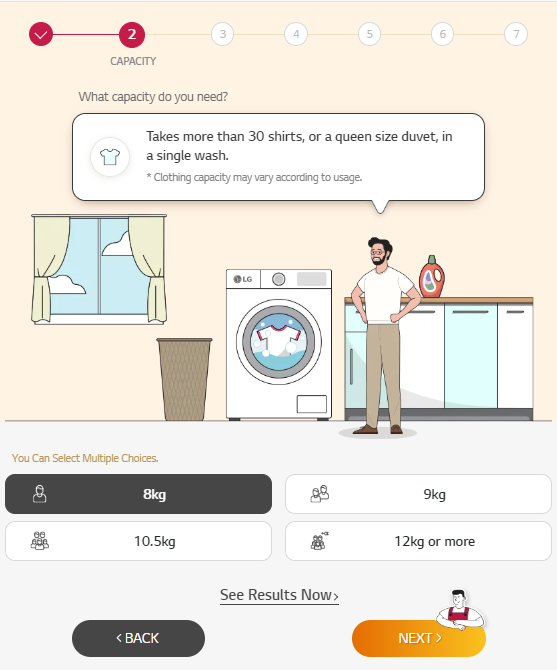 2 3 4 5 6 7
CAPACITY
What capacity do you need?
Takes more than 30 shirts, or a queen size duvet, in
a single wash.
* Clothing capacity may vary according to usage.
LG
You Can Select Multiple Choices.
8kg
9kg
10.5kg
12kg or more
See Results Now›
‹ BACK
NEXT ›